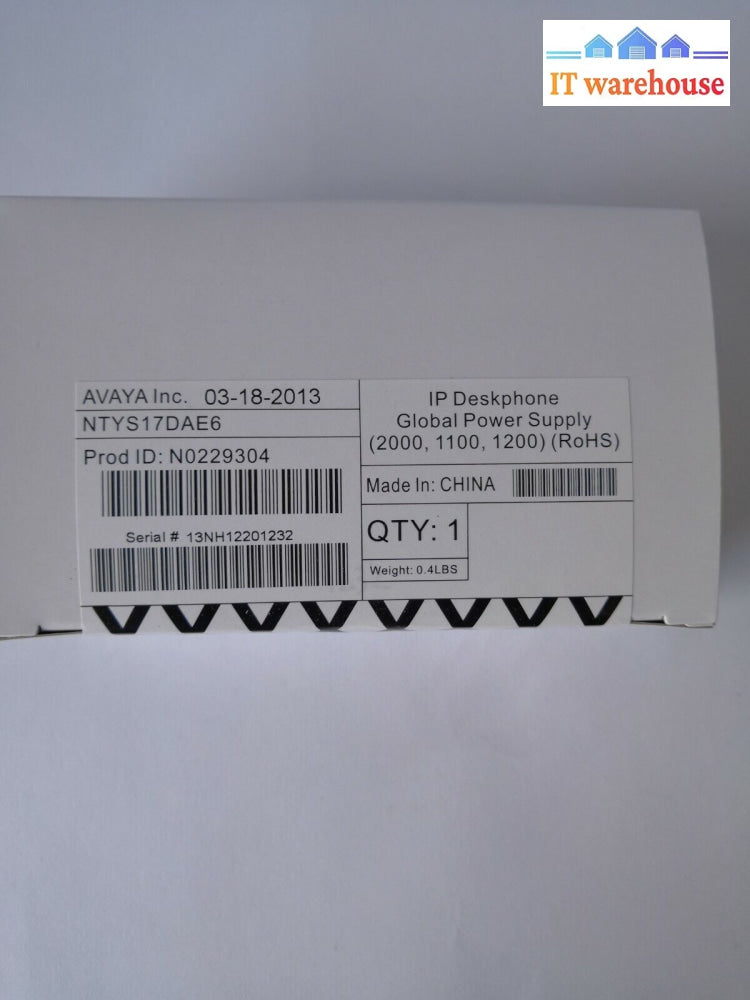 IT warehouse
AVAYA Inc. 03-18-2013
NTYS17DAE6
Prod ID: N0229304
Serial # 13NH12201232
IP Deskphone
Global Power Supply
(2000, 1100, 1200) (RoHS)
Made In: CHINA
QTY: 1
Weight: 0.4LBS